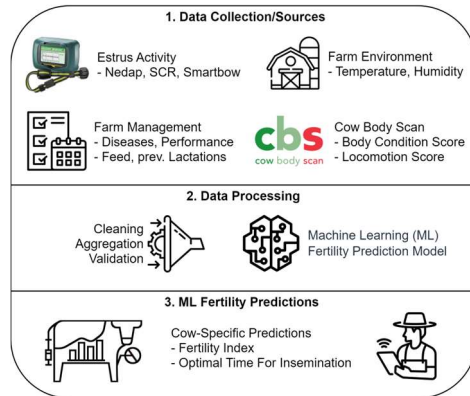 1. Data Collection/Sources
Estrus Activity
- Nedap, SCR, Smartbow
Farm Environment
- Temperature, Humidity
Farm Management
- Diseases, Performance
- Feed, prev. Lactations
cbs
cow body scan
Cow Body Scan
- Body Condition Score
- Locomotion Score
2. Data Processing
Cleaning
Aggregation
Validation
Machine Learning (ML)
Fertility Prediction Model
3. ML Fertility Predictions
Cow-Specific Predictions
- Fertility Index
- Optimal Time For Insemination